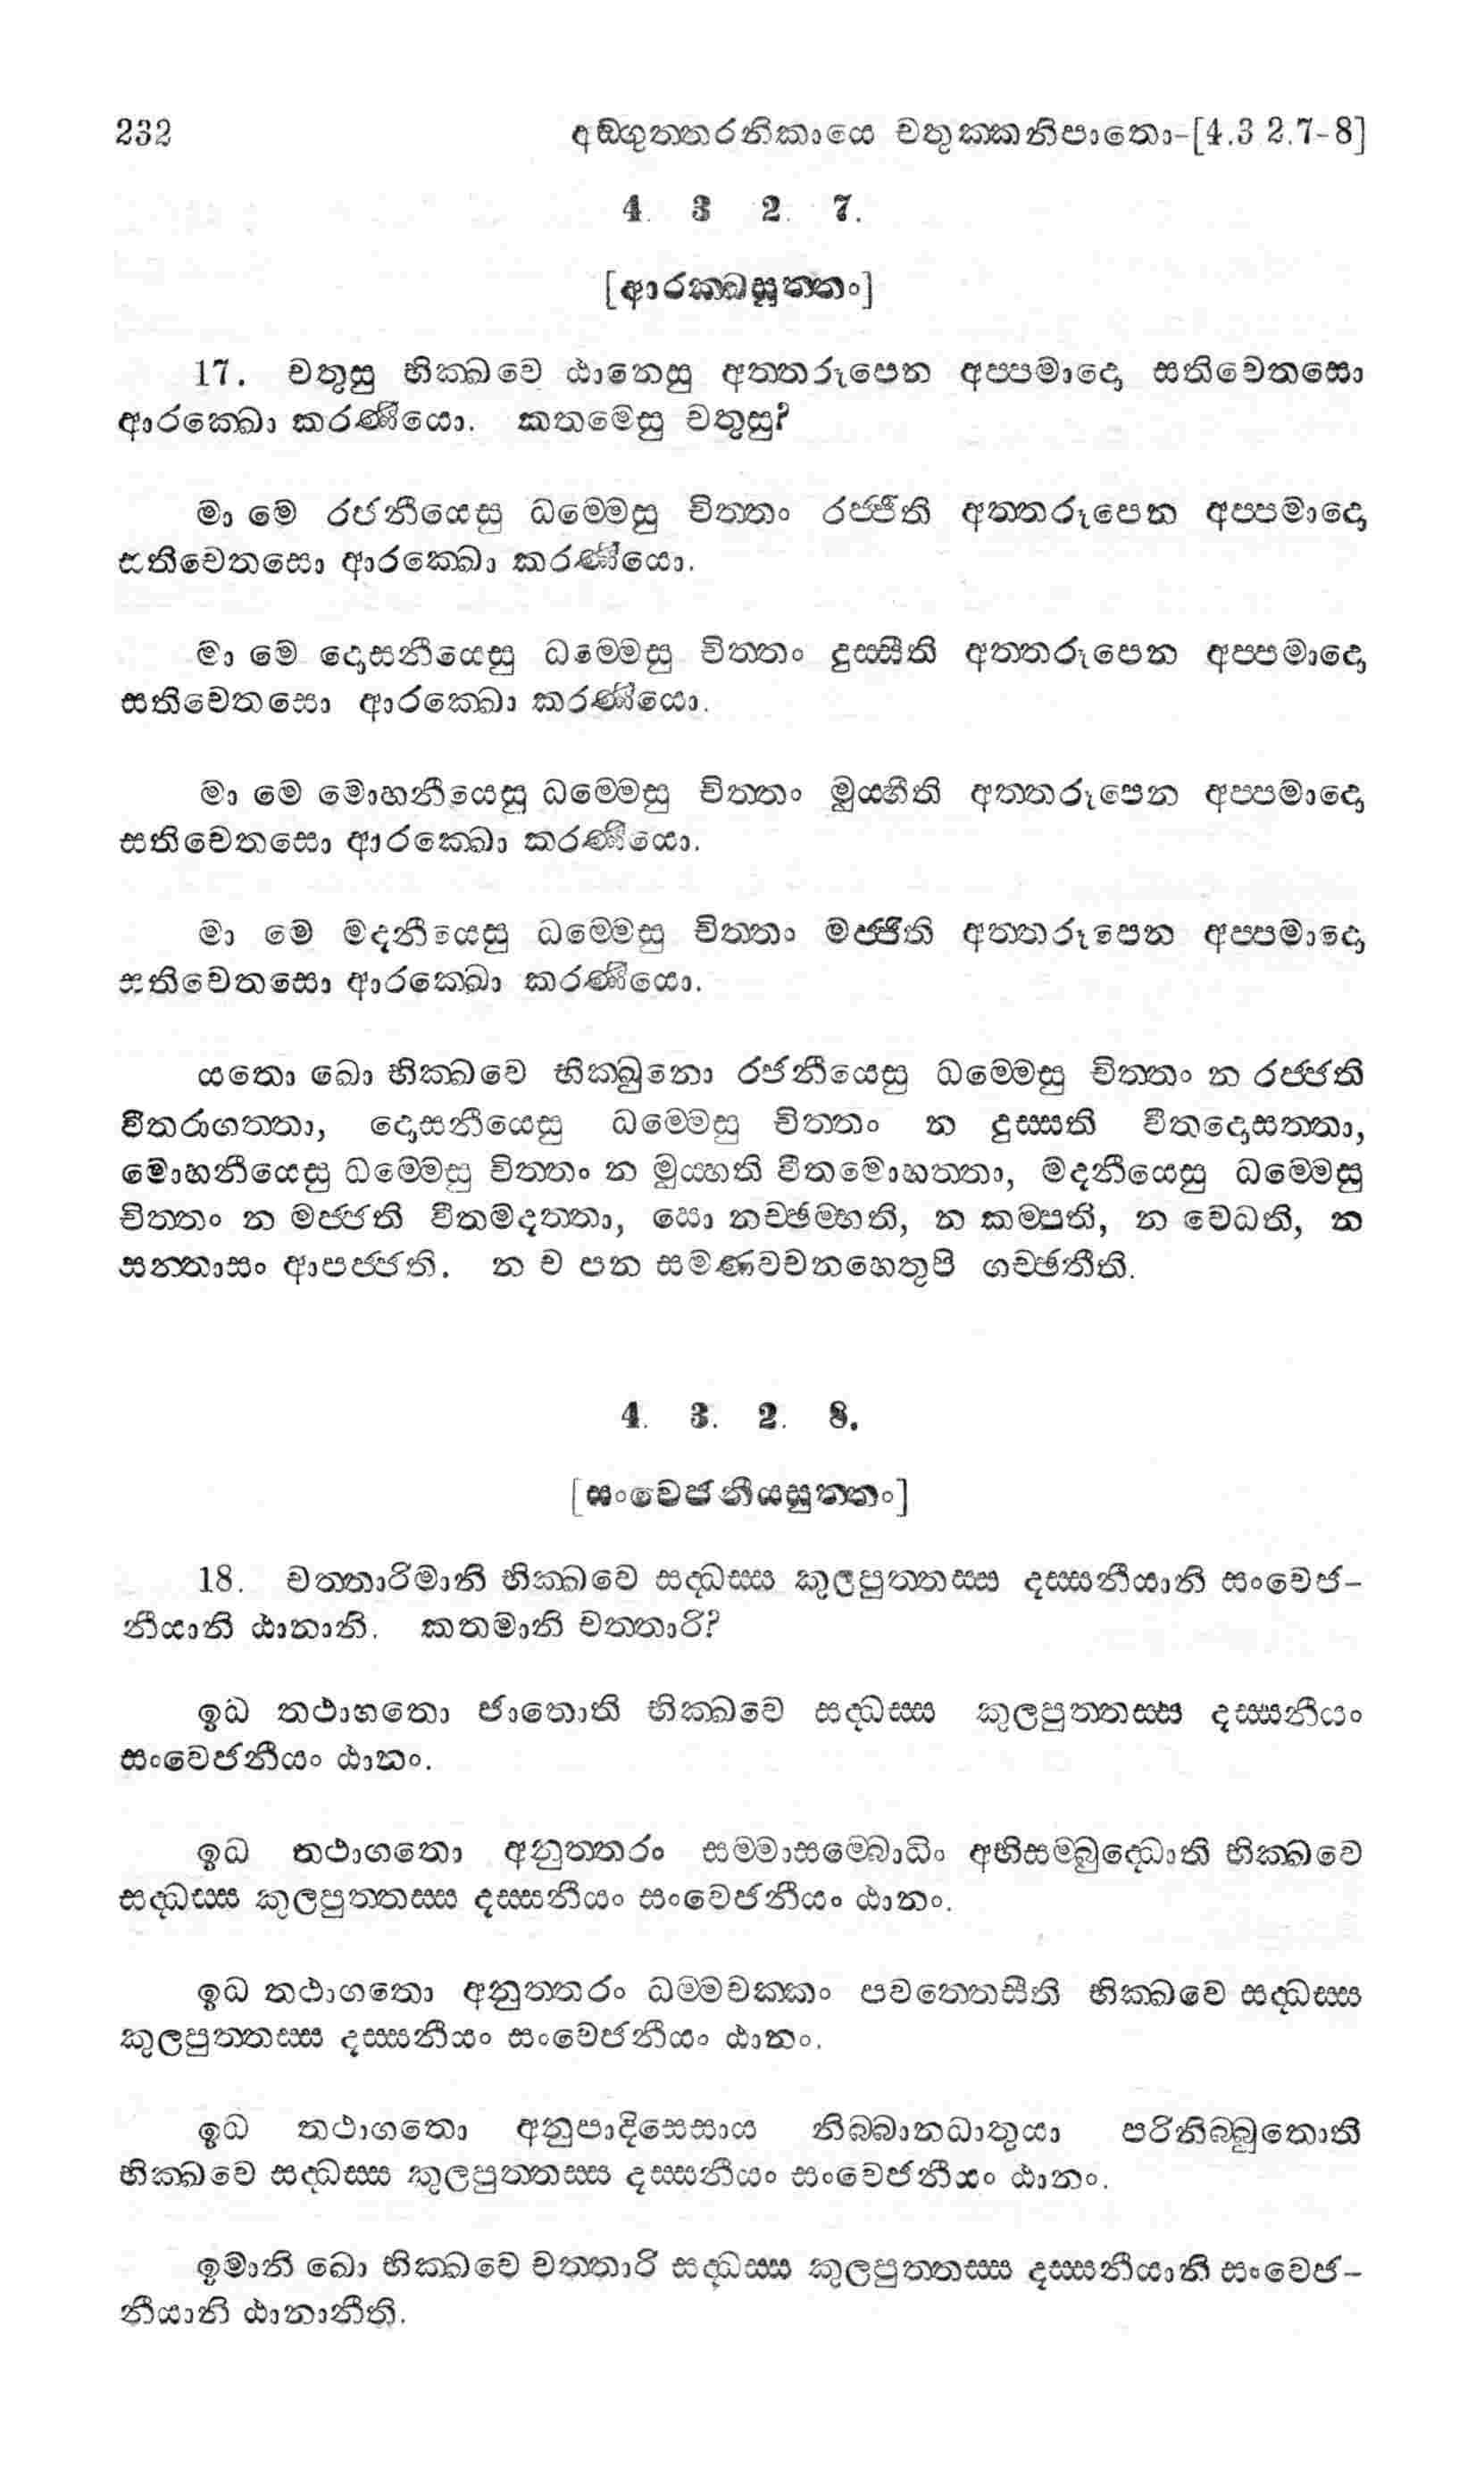 232 අඞ්ගුත්තරනිකායෙ චතුක්කනිපාතො-[4.3 2.7-8]
4. 3 2. 7.
[ආරක්ඛසුත්තං]
17. චතුසු භික්ඛවෙ ඨානෙසු අත්තරූපෙන අප්පමාදො සතිචෙතසො
ආරක්ඛො කරණීයො. කතමෙසු චතුසු?
මා මෙ රජනීයෙසු ධම්මෙසු චිත්තං රජ්ජීති අත්තරූපෙන අප්පමාදො
සතිචෙතසො ආරක්ඛො කරණීයො.
මා මෙ දොසනීයෙසු ධම්මෙසු චිත්තං දුස්සීති අත්තරූපෙන අප්පමාදො
සතිචෙතසො ආරක්ඛො කරණීයො.
මා මෙ මොහනීයෙසු ධම්මෙසු චිත්තං මුය්හීති අත්තරූපෙන අප්පමාදො
සතිචෙතසො ආරක්ඛො කරණීයො.
මා මෙ මදනීයෙසු ධම්මෙසු චිත්තං මජ්ජීති අත්තරූපෙන අප්පමාදො
සතිචෙතසො ආරක්ඛො කරණීයො.
යතො ඛො භික්ඛවෙ භික්ඛුනො රජනීයෙසු ධම්මෙසු චිත්තං න රජ්ජති
වීතරාගත්තා, දොසනීයෙසු ධම්මෙසු චිත්තං න දුස්සති වීතදොසත්තා,
මොහනීයෙසු ධම්මෙසු චිත්තං න මුය්හති වීතමොහත්තා, මදනීයෙසු ධම්මෙසු
චිත්තං න මජ්ජති වීතමදත්තා, සො නච්ඡම්භති, න කම්පති, න වෙධති, න
සන්තාසං ආපජ්ජති. න ච පන සමණවචනහෙතුපි ගච්ඡතීති.
4. 3. 2. 8.
[සංවෙජනීයසුත්තං]
18. චත්තාරිමානි භික්ඛවෙ සද්ධස්ස කුලපුත්තස්ස දස්සනීයානි සංවෙජ-
නීයානි ඨානානි. කතමානි චත්තාරි?
ඉධ තථාගතො ජාතොති භික්ඛවෙ සද්ධස්ස කුලපුත්තස්ස දස්සනීයං
සංවෙජනීයං ඨානං.
ඉධ තථාගතො අනුත්තරං සම්මාසම්බොධිං අභිසම්බුද්ධොති භික්ඛවෙ
සද්ධස්ස කුලපුත්තස්ස දස්සනීයං සංවෙජනීයං ඨානං.
ඉධ තථාගතො අනුත්තරං ධම්මචක්කං පවත්තෙසීති භික්ඛවෙ සද්ධස්ස
කුලපුත්තස්ස දස්සනීයං සංවෙජනීයං ඨානං.
ඉධ තථාගතො අනුපාදිසෙසාය නිබ්බානධාතුයා පරිනිබ්බුතොති
භික්ඛවෙ සද්ධස්ස කුලපුත්තස්ස දස්සනීයං සංවෙජනීයං ඨානං.
ඉමානි ඛො භික්ඛවෙ චත්තාරි සද්ධස්ස කුලපුත්තස්ස දස්සනීයානි සංවෙජ-
නීයානි ඨානානීති.